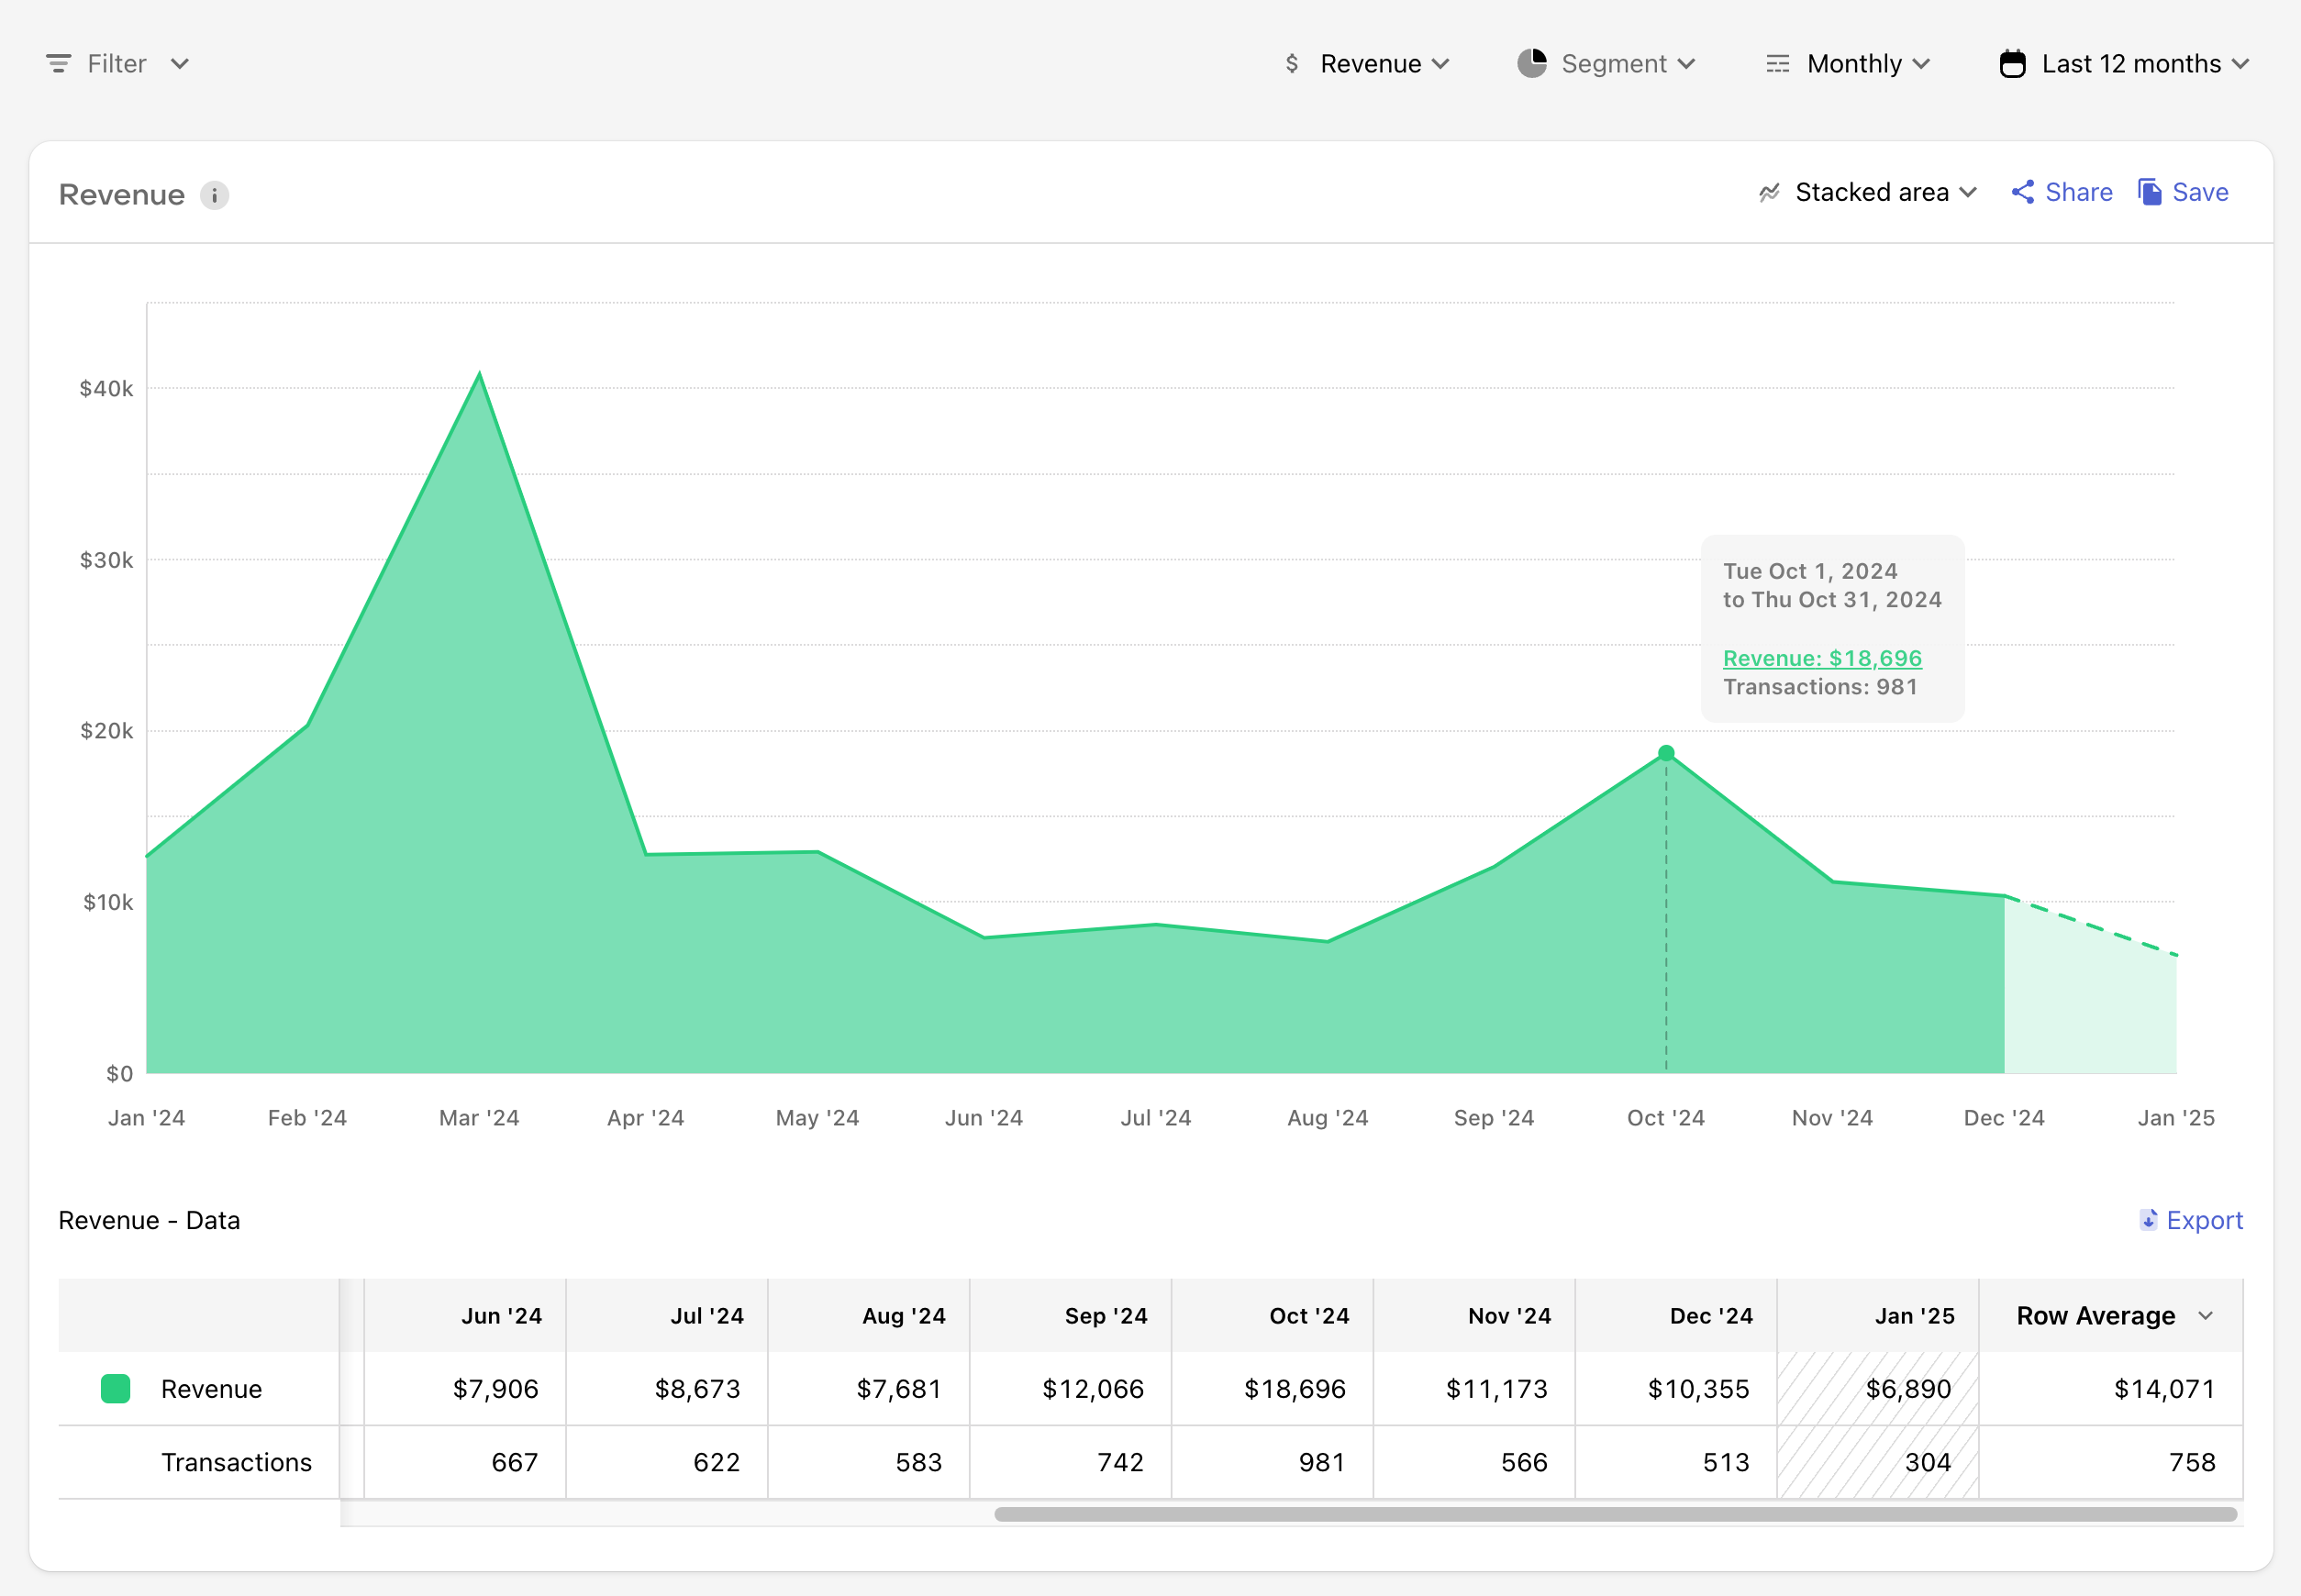 Filter
$ Revenue
Segment
Monthly
Last 12 months
Revenue i
Stacked area
Share
Save
$40k
$30k
$20k
$10k
$0
Tue Oct 1, 2024
to Thu Oct 31, 2024
Revenue: $18,696
Transactions: 981
Jan '24 Feb '24 Mar '24 Apr '24 May '24 Jun '24 Jul '24 Aug '24 Sep '24 Oct '24 Nov '24 Dec '24 Jan '25
Revenue - Data
Export
Jun '24 Jul '24 Aug '24 Sep '24 Oct '24 Nov '24 Dec '24 Jan '25 Row Average
Revenue $7,906 $8,673 $7,681 $12,066 $18,696 $11,173 $10,355 $6,890 $14,071
Transactions 667 622 583 742 981 566 513 304 758